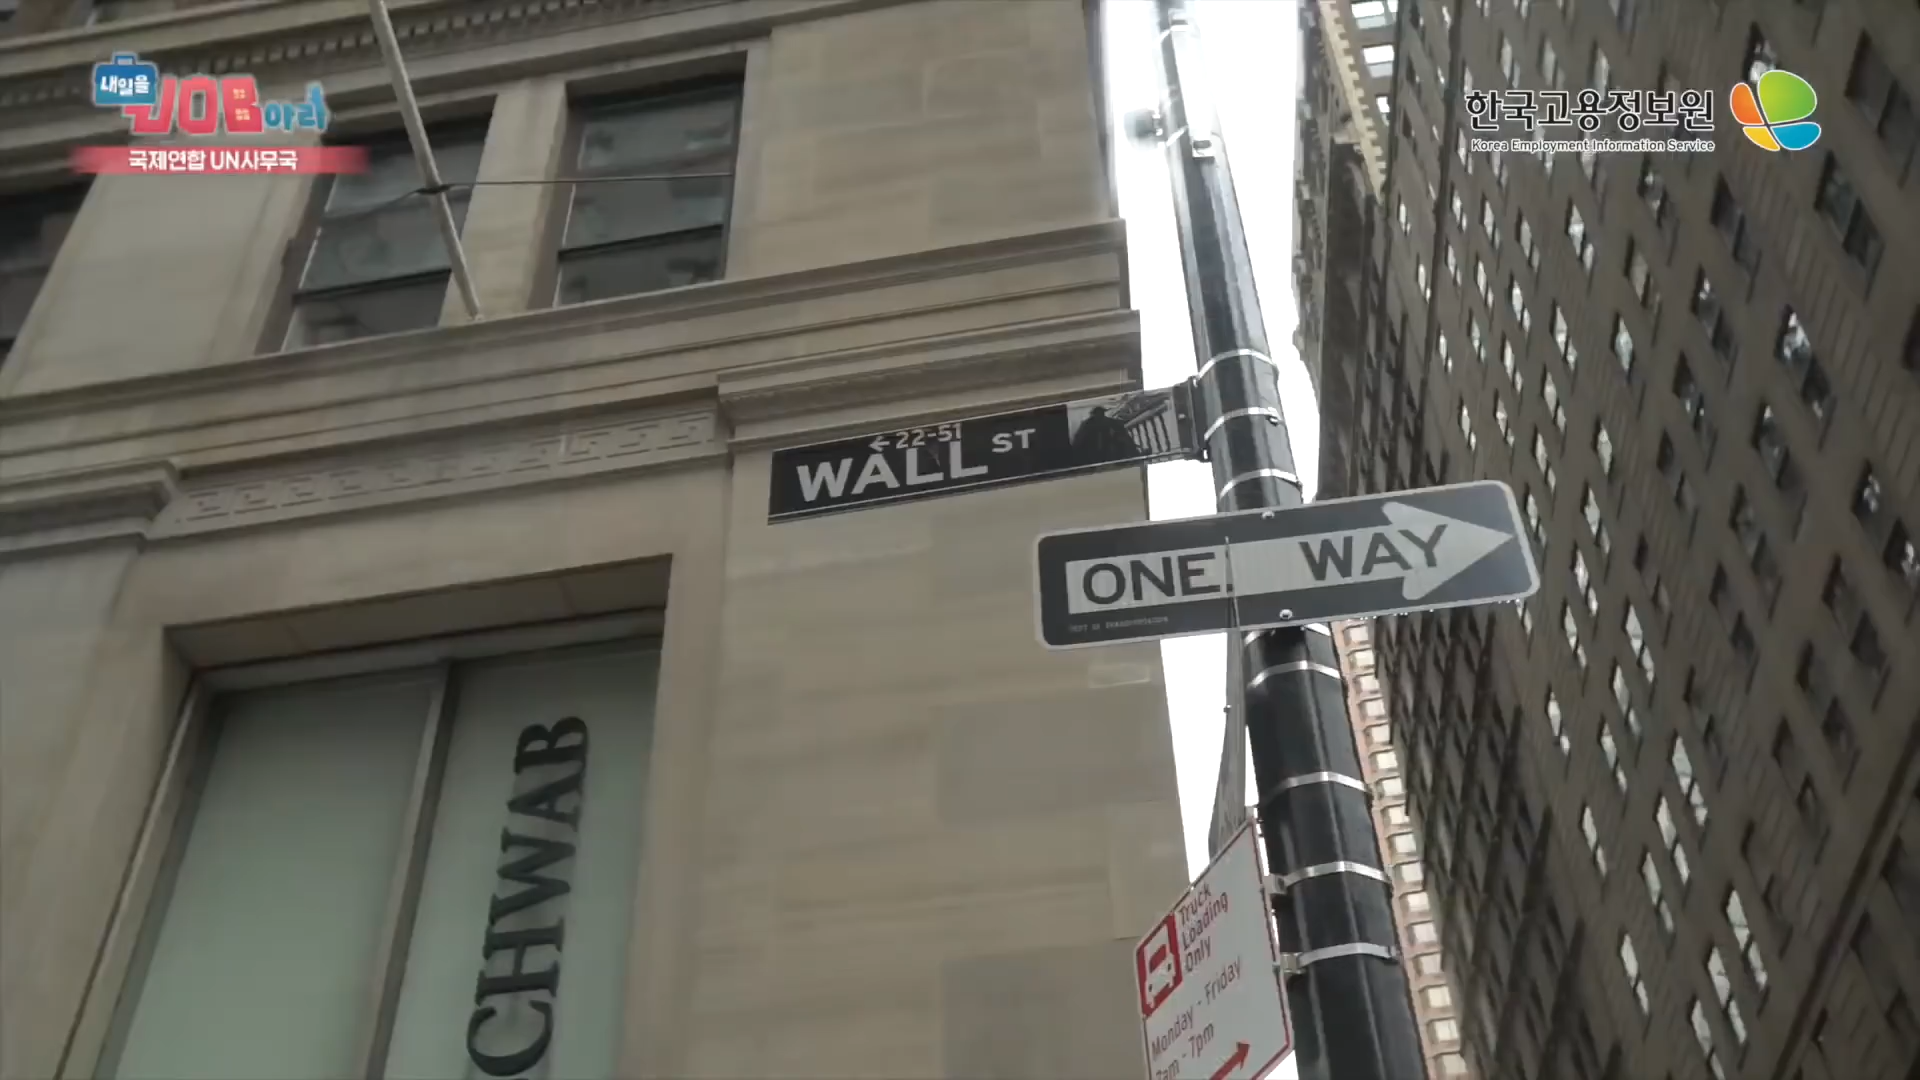 내일을
JOB아라
국제연합 UN사무국
한국고용정보원
Korea Employment Information Service
←22-51
WALL ST
ONE WAY
CHWAB
Truck
Loading
Only
Monday - Friday
7am - 7pm